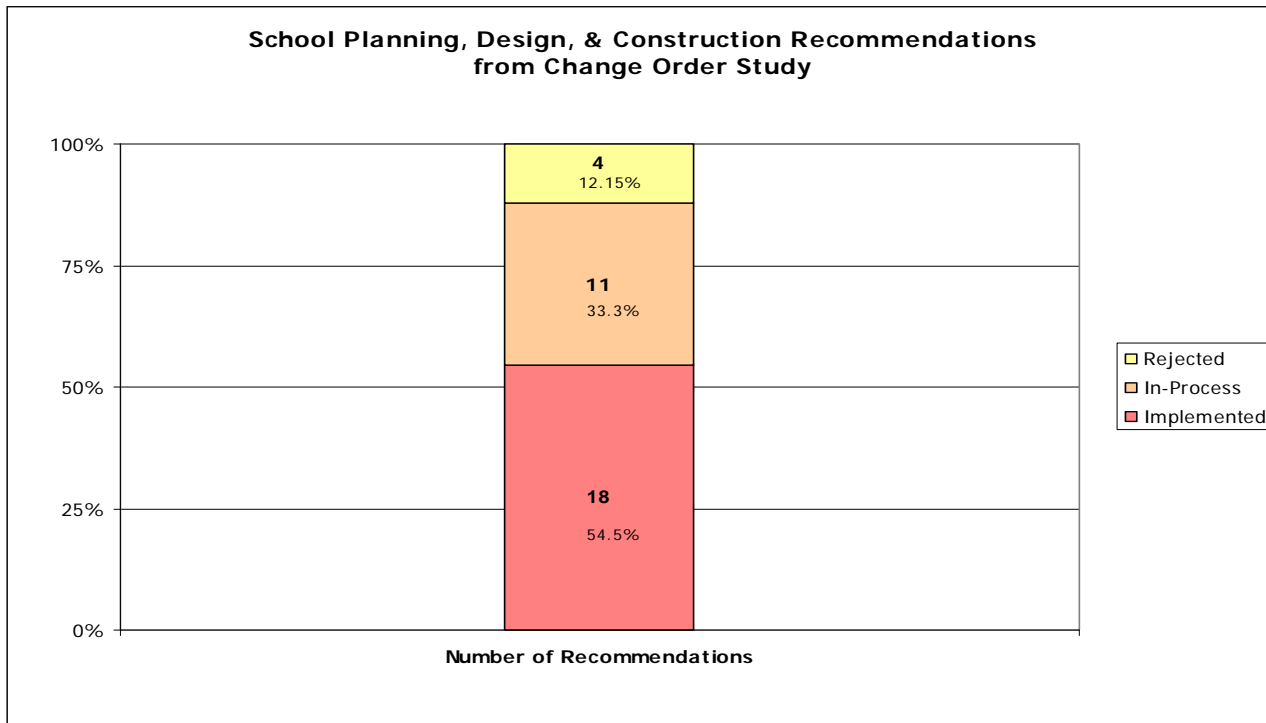 School Planning, Design, & Construction Recommendations
from Change Order Study
100%
75%
50%
25%
0%
4
12.15%
11
33.3%
18
54.5%
Number of Recommendations
Rejected
In-Process
Implemented